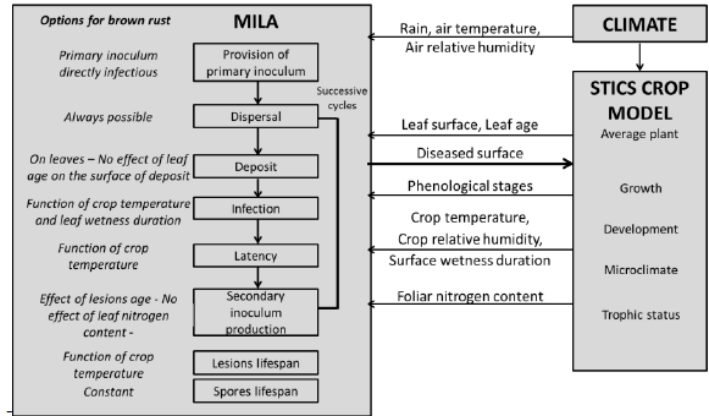 Options for brown rust
MILA
Primary inoculum
directly infectious
Provision of
primary inoculum
Successive
cycles
Always possible
Dispersal
On leaves – No effect of leaf
age on the surface of deposit
Deposit
Function of crop temperature
and leaf wetness duration
Infection
Function of crop
temperature
Latency
Effect of lesions age - No
effect of leaf nitrogen
content -
Secondary
inoculum
production
Function of crop
temperature
Lesions lifespan
Constant
Spores lifespan
Rain, air temperature,
Air relative humidity
Leaf surface, Leaf age
Diseased surface
Phenological stages
Crop temperature,
Crop relative humidity,
Surface wetness duration
Foliar nitrogen content
CLIMATE
STICS CROP
MODEL
Average plant
Growth
Development
Microclimate
Trophic status